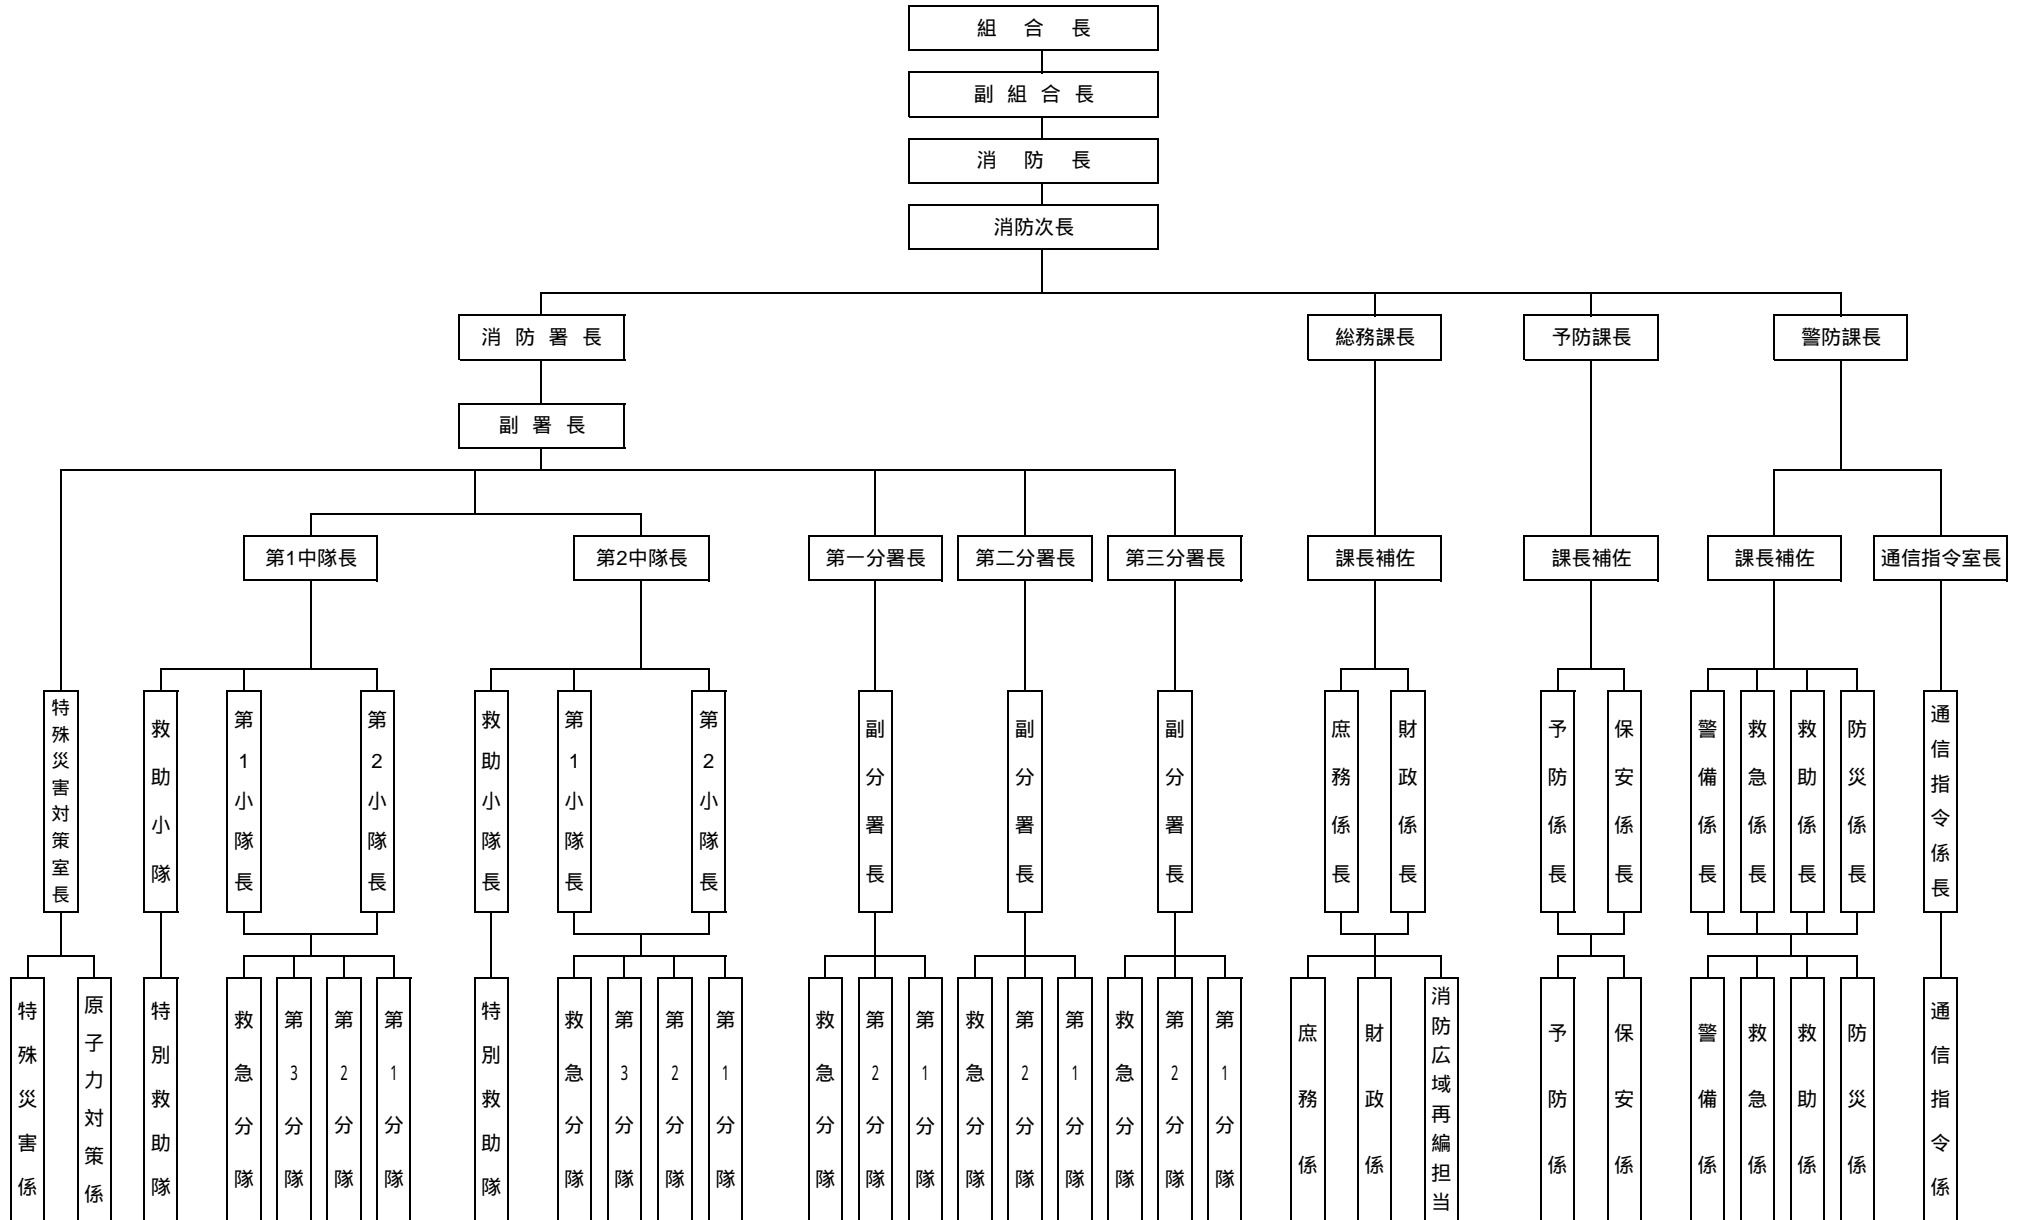 組合長
副組合長
消防長
消防次長
消防署長
総務課長
予防課長
警防課長
副署長
第1中隊長
第2中隊長
第一分署長
第二分署長
第三分署長
課長補佐
課長補佐
課長補佐
通信指令室長
特殊災害対策室長
救助小隊
第1小隊長
第2小隊長
救助小隊長
第1小隊長
第2小隊長
副分署長
副分署長
副分署長
庶務係長
財政係長
予防係長
保安係長
警備係長
救急係長
救助係長
防災係長
通信指令係長
特殊災害係
原子力対策係
特別救助隊
救急分隊
第3分隊
第2分隊
第1分隊
特別救助隊
救急分隊
第3分隊
第2分隊
第1分隊
救急分隊
第2分隊
第1分隊
救急分隊
第2分隊
第1分隊
救急分隊
第2分隊
第1分隊
庶務係
財政係
消防広域再編担当
予防係
保安係
警備係
救急係
救助係
防災係
通信指令係